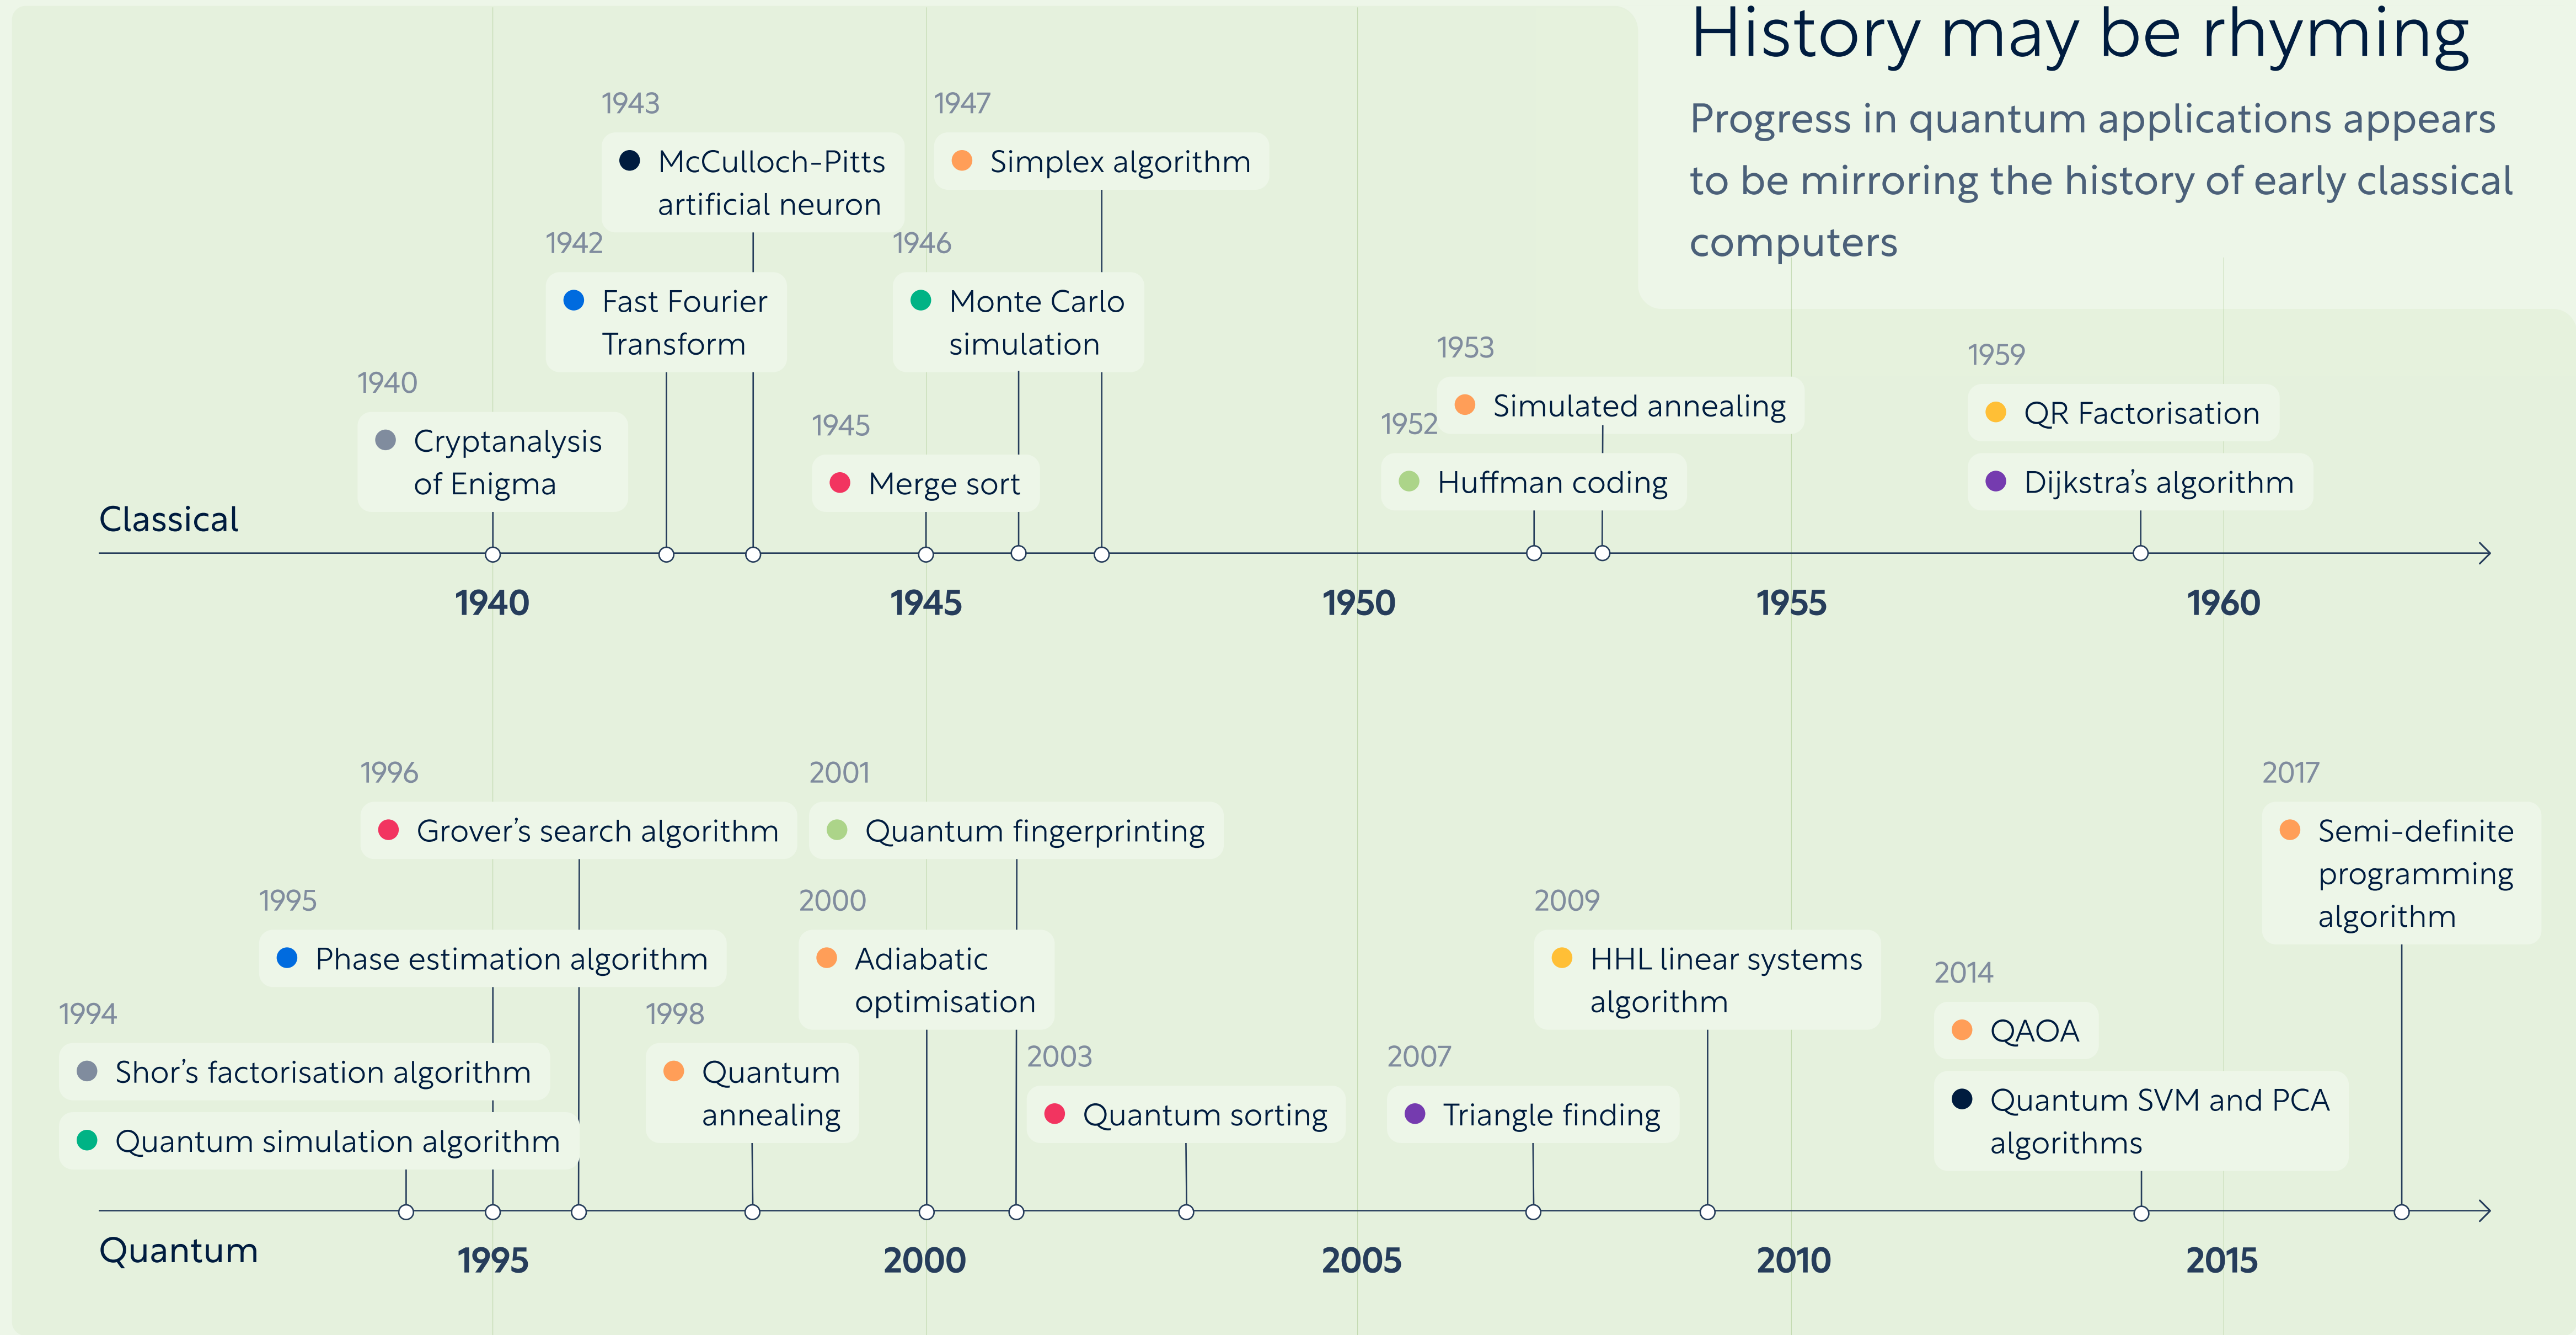 History may be rhyming
Progress in quantum applications appears
to be mirroring the history of early classical
computers
1943
McCulloch-Pitts
artificial neuron
1947
Simplex algorithm
1942
Fast Fourier
Transform
1946
Monte Carlo
simulation
1940
Cryptanalysis
of Enigma
1945
Merge sort
1953
Simulated annealing
1952
Huffman coding
1959
QR Factorisation
Dijkstra’s algorithm
Classical
1940
1945
1950
1955
1960
1996
Grover’s search algorithm
2001
Quantum fingerprinting
2017
Semi-definite
programming
algorithm
1995
Phase estimation algorithm
2000
Adiabatic
optimisation
2009
HHL linear systems
algorithm
1994
Shor’s factorisation algorithm
Quantum simulation algorithm
1998
Quantum
annealing
2003
Quantum sorting
2007
Triangle finding
2014
QAOA
Quantum SVM and PCA
algorithms
Quantum
1995
2000
2005
2010
2015